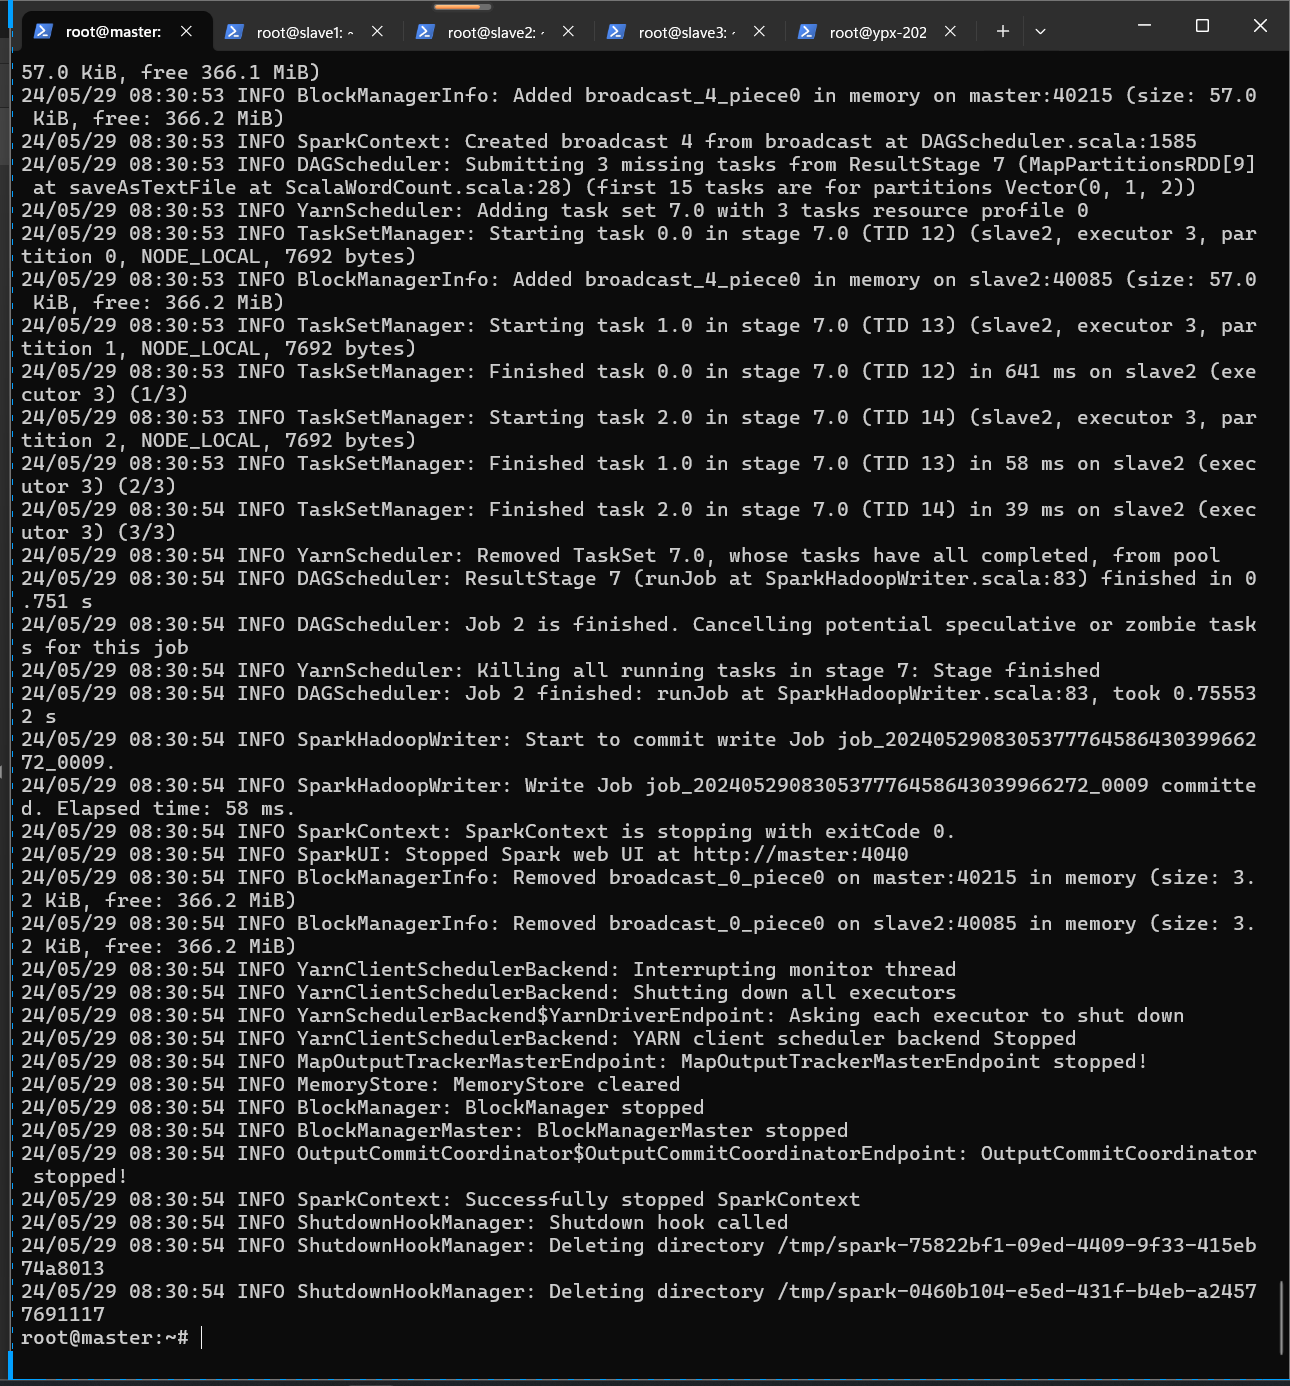 root@master:
root@slave1: ~
root@slave2: ~
root@slave3: ~
root@ypx-202
57.0 KiB, free 366.1 MiB)
24/05/29 08:30:53 INFO BlockManagerInfo: Added broadcast_4_piece0 in memory on master:40215 (size: 57.0
 KiB, free: 366.2 MiB)
24/05/29 08:30:53 INFO SparkContext: Created broadcast 4 from broadcast at DAGScheduler.scala:1585
24/05/29 08:30:53 INFO DAGScheduler: Submitting 3 missing tasks from ResultStage 7 (MapPartitionsRDD[9]
 at saveAsTextFile at ScalaWordCount.scala:28) (first 15 tasks are for partitions Vector(0, 1, 2))
24/05/29 08:30:53 INFO YarnScheduler: Adding task set 7.0 with 3 tasks resource profile 0
24/05/29 08:30:53 INFO TaskSetManager: Starting task 0.0 in stage 7.0 (TID 12) (slave2, executor 3, par
tition 0, NODE_LOCAL, 7692 bytes)
24/05/29 08:30:53 INFO BlockManagerInfo: Added broadcast_4_piece0 in memory on slave2:40085 (size: 57.0
 KiB, free: 366.2 MiB)
24/05/29 08:30:53 INFO TaskSetManager: Starting task 1.0 in stage 7.0 (TID 13) (slave2, executor 3, par
tition 1, NODE_LOCAL, 7692 bytes)
24/05/29 08:30:53 INFO TaskSetManager: Finished task 0.0 in stage 7.0 (TID 12) in 641 ms on slave2 (exe
cutor 3) (1/3)
24/05/29 08:30:53 INFO TaskSetManager: Starting task 2.0 in stage 7.0 (TID 14) (slave2, executor 3, par
tition 2, NODE_LOCAL, 7692 bytes)
24/05/29 08:30:53 INFO TaskSetManager: Finished task 1.0 in stage 7.0 (TID 13) in 58 ms on slave2 (exec
utor 3) (2/3)
24/05/29 08:30:54 INFO TaskSetManager: Finished task 2.0 in stage 7.0 (TID 14) in 39 ms on slave2 (exec
utor 3) (3/3)
24/05/29 08:30:54 INFO YarnScheduler: Removed TaskSet 7.0, whose tasks have all completed, from pool
24/05/29 08:30:54 INFO DAGScheduler: ResultStage 7 (runJob at SparkHadoopWriter.scala:83) finished in 0
.751 s
24/05/29 08:30:54 INFO DAGScheduler: Job 2 is finished. Cancelling potential speculative or zombie task
s for this job
24/05/29 08:30:54 INFO YarnScheduler: Killing all running tasks in stage 7: Stage finished
24/05/29 08:30:54 INFO DAGScheduler: Job 2 finished: runJob at SparkHadoopWriter.scala:83, took 0.75553
2 s
24/05/29 08:30:54 INFO SparkHadoopWriter: Start to commit write Job job_202405290830537776458643039966​2
72_0009.
24/05/29 08:30:54 INFO SparkHadoopWriter: Write Job job_202405290830537776458643039966272_0009 committe
d. Elapsed time: 58 ms.
24/05/29 08:30:54 INFO SparkContext: SparkContext is stopping with exitCode 0.
24/05/29 08:30:54 INFO SparkUI: Stopped Spark web UI at http://master:4040
24/05/29 08:30:54 INFO BlockManagerInfo: Removed broadcast_0_piece0 on master:40215 in memory (size: 3.
2 KiB, free: 366.2 MiB)
24/05/29 08:30:54 INFO BlockManagerInfo: Removed broadcast_0_piece0 on slave2:40085 in memory (size: 3.
2 KiB, free: 366.2 MiB)
24/05/29 08:30:54 INFO YarnClientSchedulerBackend: Interrupting monitor thread
24/05/29 08:30:54 INFO YarnClientSchedulerBackend: Shutting down all executors
24/05/29 08:30:54 INFO YarnSchedulerBackend$YarnDriverEndpoint: Asking each executor to shut down
24/05/29 08:30:54 INFO YarnClientSchedulerBackend: YARN client scheduler backend Stopped
24/05/29 08:30:54 INFO MapOutputTrackerMasterEndpoint: MapOutputTrackerMasterEndpoint stopped!
24/05/29 08:30:54 INFO MemoryStore: MemoryStore cleared
24/05/29 08:30:54 INFO BlockManager: BlockManager stopped
24/05/29 08:30:54 INFO BlockManagerMaster: BlockManagerMaster stopped
24/05/29 08:30:54 INFO OutputCommitCoordinator$OutputCommitCoordinatorEndpoint: OutputCommitCoordinator
 stopped!
24/05/29 08:30:54 INFO SparkContext: Successfully stopped SparkContext
24/05/29 08:30:54 INFO ShutdownHookManager: Shutdown hook called
24/05/29 08:30:54 INFO ShutdownHookManager: Deleting directory /tmp/spark-75822bf1-09ed-4409-9f33-415eb
74a8013
24/05/29 08:30:54 INFO ShutdownHookManager: Deleting directory /tmp/spark-0460b104-e5ed-431f-b4eb-a2457
7691117
root@master:~#